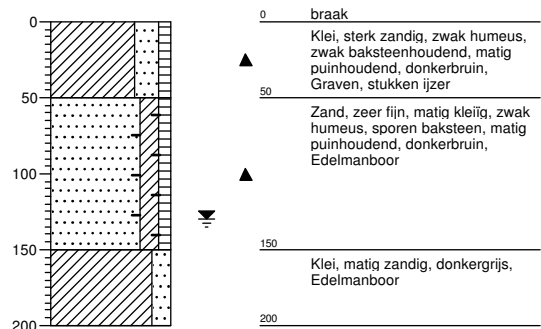 0
50
100
150
200
0 braak
Klei, sterk zandig, zwak humeus,
zwak baksteenhoudend, matig
puinhoudend, donkerbruin,
Graven, stukken ijzer
50
Zand, zeer fijn, matig kleiïg, zwak
humeus, sporen baksteen, matig
puinhoudend, donkerbruin,
Edelmanboor
150
Klei, matig zandig, donkergrijs,
Edelmanboor
200